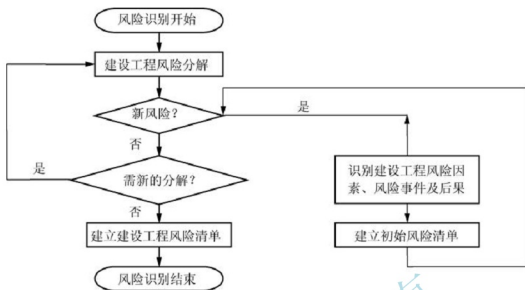 风险识别开始
建设工程风险分解
新风险？
是
否
是
需新的分解？
识别建设工程风险因
素、风险事件及后果
否
建立建设工程风险清单
建立初始风险清单
风险识别结束